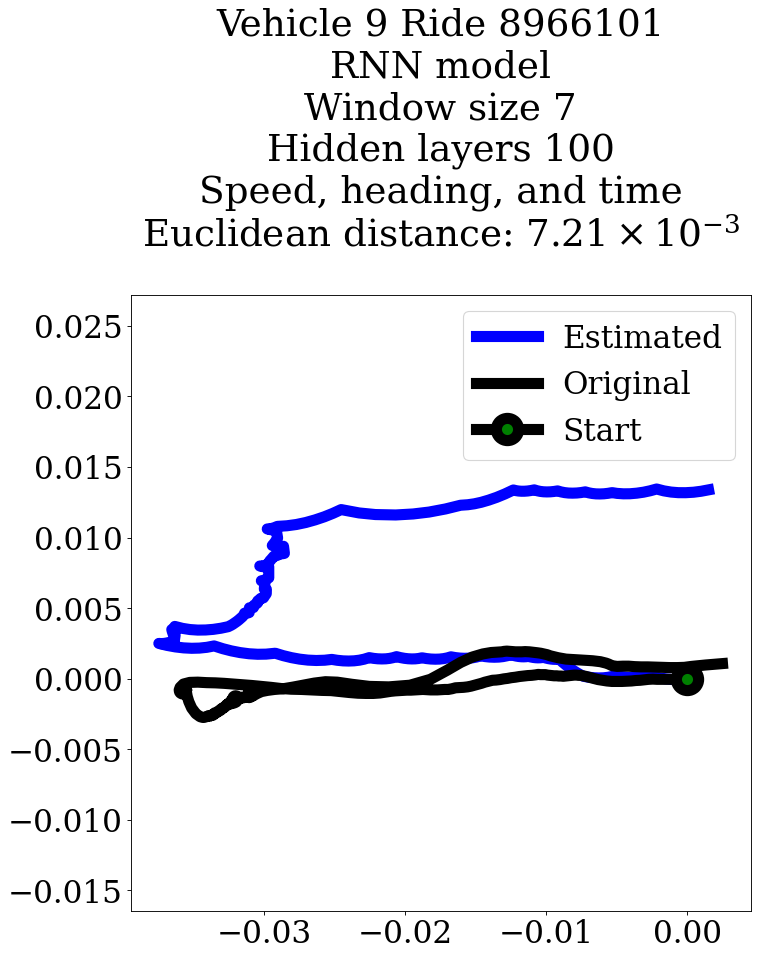 Vehicle 9 Ride 8966101
RNN model
Window size 7
Hidden layers 100
Speed, heading, and time
Euclidean distance: 7.21 × 10⁻³
Estimated
Original
Start
0.025
0.020
0.015
0.010
0.005
0.000
−0.005
−0.010
−0.015
−0.03 −0.02 −0.01 0.00